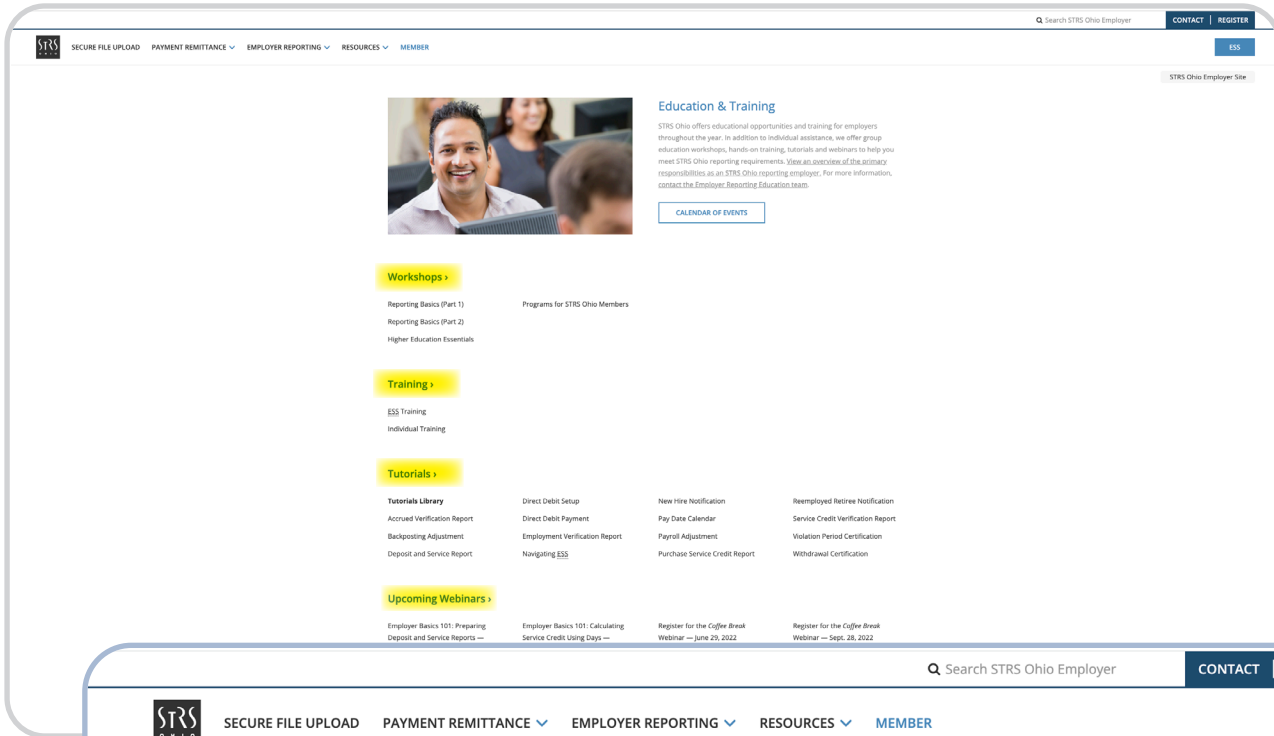 Search STRS Ohio Employer
CONTACT | REGISTER
STRS
OHIO
SECURE FILE UPLOAD PAYMENT REMITTANCE EMPLOYER REPORTING RESOURCES MEMBER
ESS
STRS Ohio Employer Site
Education & Training
STRS Ohio offers educational opportunities and training for employers
throughout the year. In addition to individual assistance, we offer group
education workshops, hands-on training, tutorials and webinars to help you
meet STRS Ohio reporting requirements. View an overview of the primary
responsibilities as an STRS Ohio reporting employer. For more information,
contact the Employer Reporting Education team.
CALENDAR OF EVENTS
Workshops ›
Reporting Basics (Part 1)
Reporting Basics (Part 2)
Higher Education Essentials
Programs for STRS Ohio Members
Training ›
ESS Training
Individual Training
Tutorials ›
Tutorials Library
Accrued Verification Report
Backposting Adjustment
Deposit and Service Report
Direct Debit Setup
Direct Debit Payment
Employment Verification Report
Navigating ESS
New Hire Notification
Pay Date Calendar
Payroll Adjustment
Purchase Service Credit Report
Reemployed Retiree Notification
Service Credit Verification Report
Violation Period Certification
Withdrawal Certification
Upcoming Webinars ›
Employer Basics 101: Preparing
Deposit and Service Reports —
Employer Basics 101: Calculating
Service Credit Using Days —
Register for the Coffee Break
Webinar — June 29, 2022
Register for the Coffee Break
Webinar — Sept. 28, 2022
Search STRS Ohio Employer
CONTACT
STRS
OHIO
SECURE FILE UPLOAD PAYMENT REMITTANCE EMPLOYER REPORTING RESOURCES MEMBER